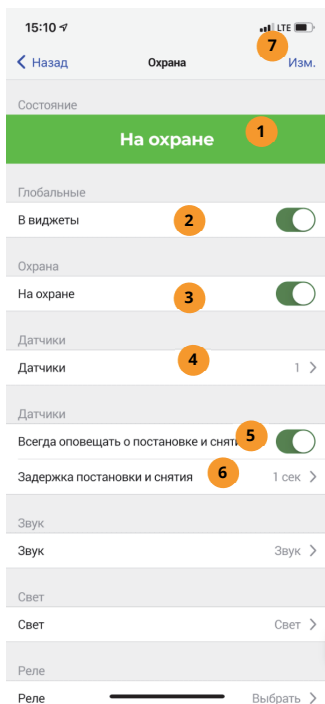 15:10 LTE
7
Назад Охрана Изм.
Состояние
На охране 1
Глобальные
В виджеты 2
Охрана
На охране 3
Датчики
4
Датчики 1
Датчики
Всегда оповещать о постановке и 5
Задержка постановки и снятия 6 1 сек
Звук
Звук Звук
Свет
Свет Свет
Реле
Реле Выбрать